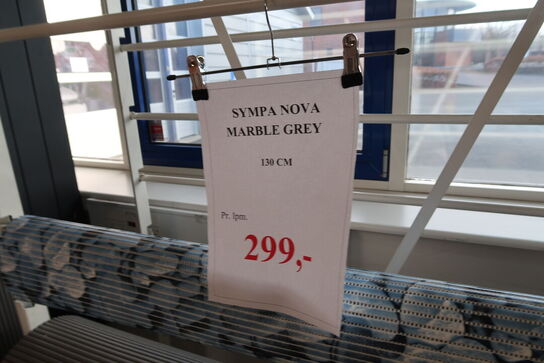 SYMPA NOVA
MARBLE GREY
130 CM
Pr. lpm.
299,-